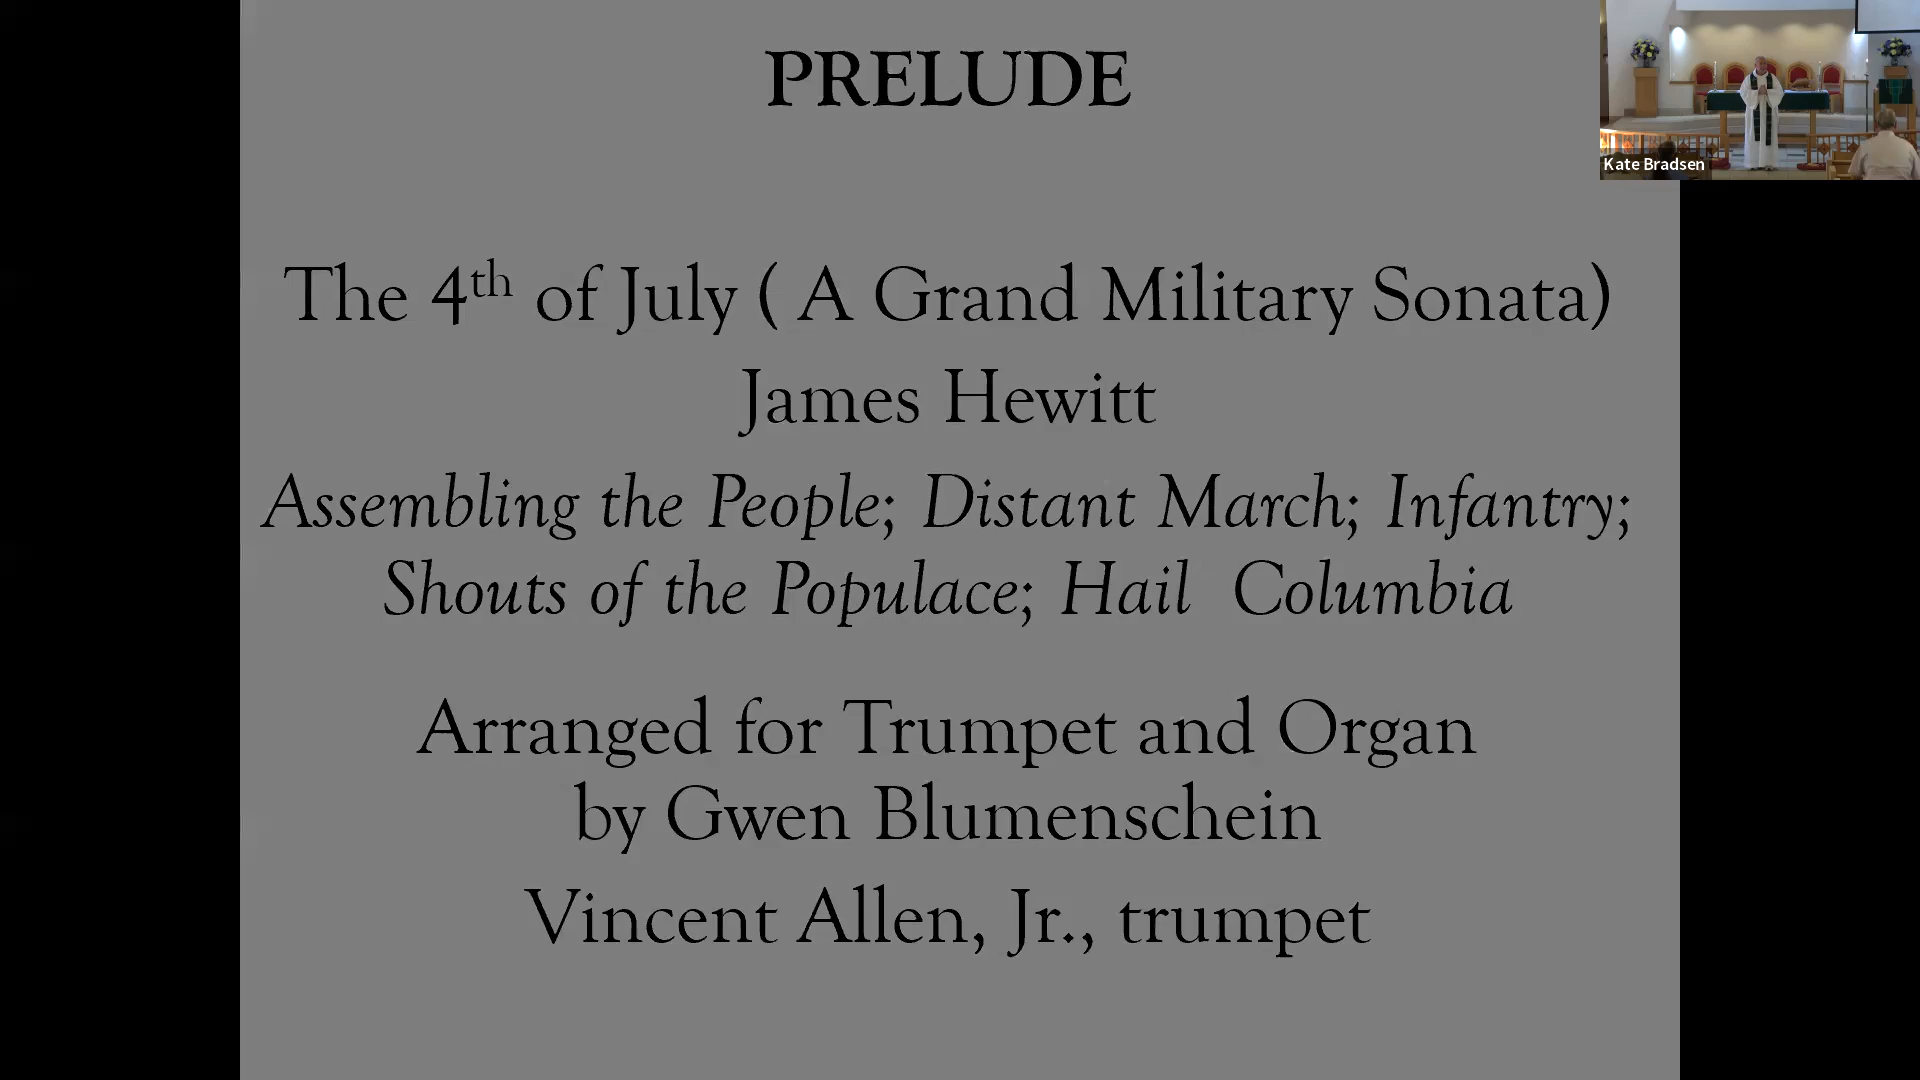 PRELUDE
The 4th of July ( A Grand Military Sonata)
James Hewitt
Assembling the People; Distant March; Infantry;
Shouts of the Populace; Hail Columbia
Arranged for Trumpet and Organ
by Gwen Blumenschein
Vincent Allen, Jr., trumpet
Kate Bradsen